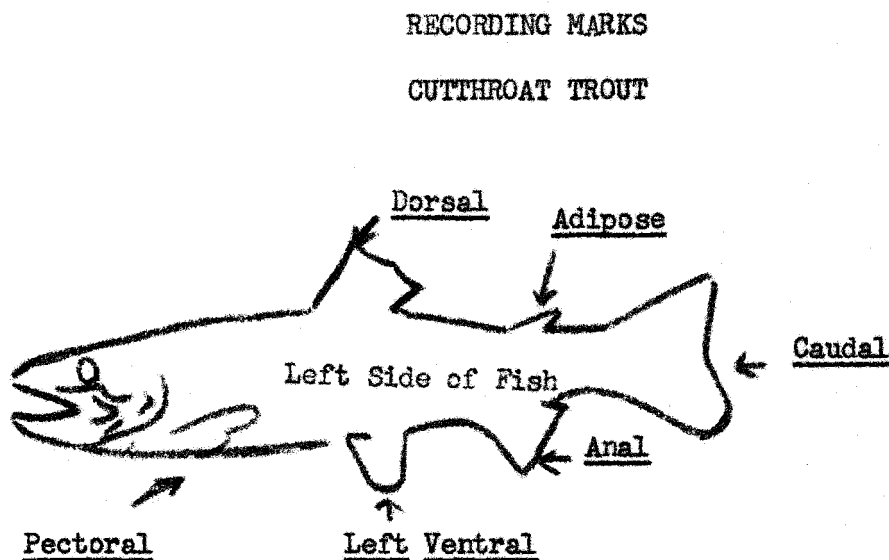 RECORDING MARKS
CUTTHROAT TROUT
Dorsal
Adipose
Caudal
Left Side of Fish
Anal
Pectoral
Left Ventral